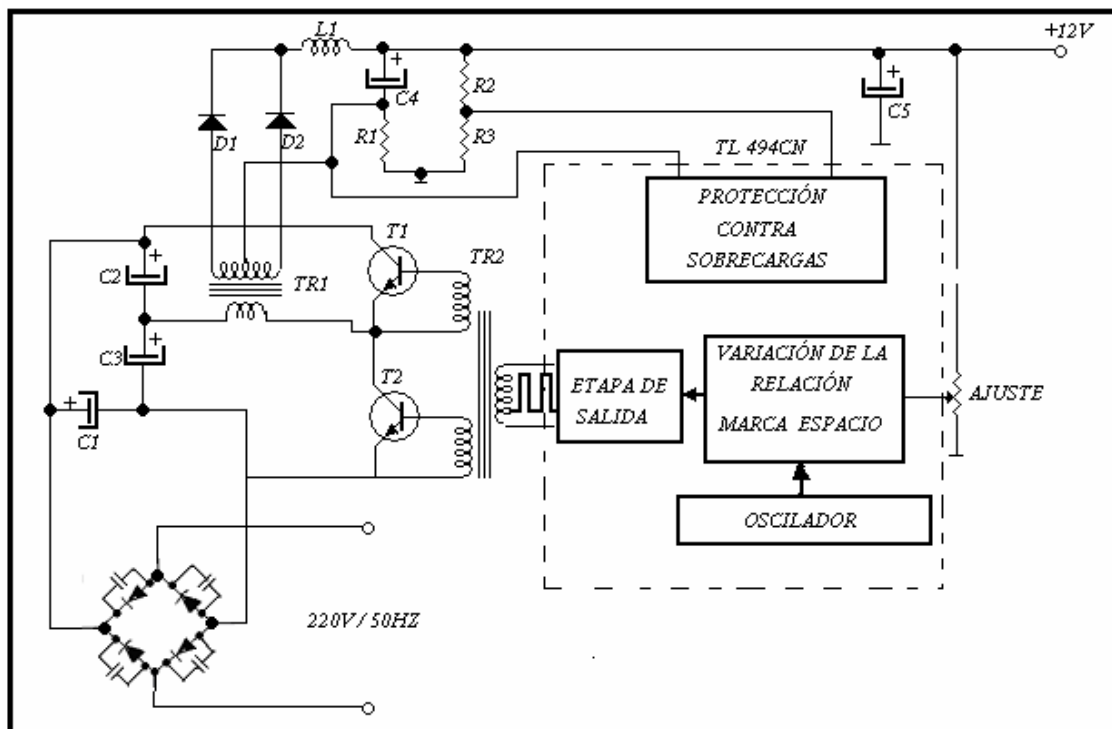 L1
+12V
+
C4
R2
+
C5
D1
D2
R1
R3
TL 494CN
PROTECCIÓN
CONTRA
SOBRECARGAS
T1
TR2
+
C2
TR1
+
C3
T2
+
C1
ETAPA DE
SALIDA
VARIACIÓN DE LA
RELACIÓN
MARCA ESPACIO
AJUSTE
OSCILADOR
220V / 50HZ